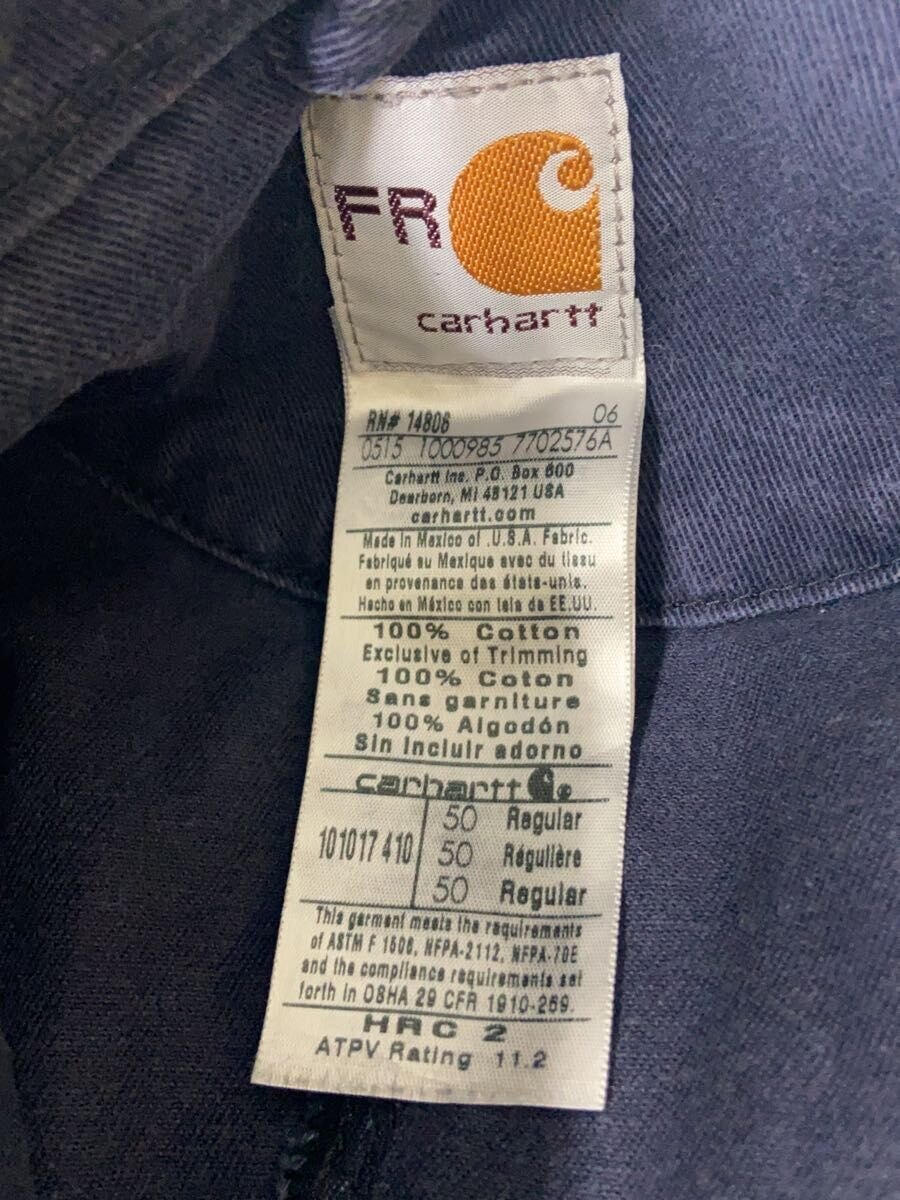 FR
carhartt
RN# 14806 06
0515 1000985 7702576A
Carhartt Inc. P.O. Box 600
Dearborn, MI 48121 USA
carhartt.com
Made in Mexico of .U.S.A. Fabric.
Fabriqué au Mexique avec du tissu
en provenance des états-unis.
Hecho en México con tela de EE.UU.
100% Cotton
Exclusive of Trimming
100% Coton
Sans garniture
100% Algodón
Sin Incluir adorno
carhartt
50 Regular
101017 410 50 Régulière
50 Regular
This garment meets the requirements
of ASTM F 1506, NFPA-2112, NFPA-70E
and the compliance requirements set
forth in OSHA 29 CFR 1910-269.
HRC 2
ATPV Rating 11.2